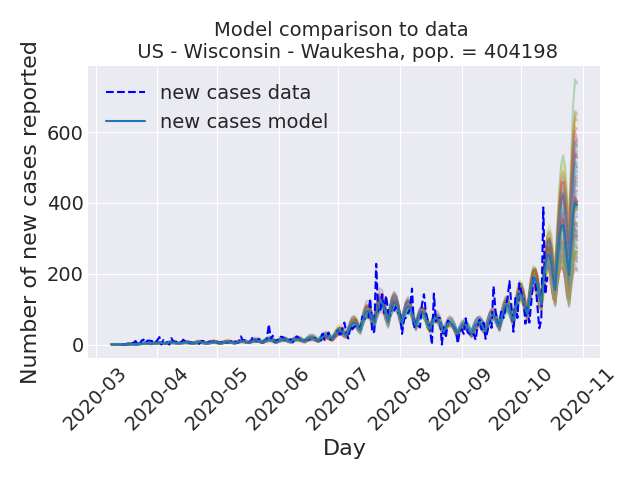 Model comparison to data
US - Wisconsin - Waukesha, pop. = 404198
new cases data
new cases model
Number of new cases reported
600
400
200
0
2020-03
2020-04
2020-05
2020-06
2020-07
2020-08
2020-09
2020-10
2020-11
Day